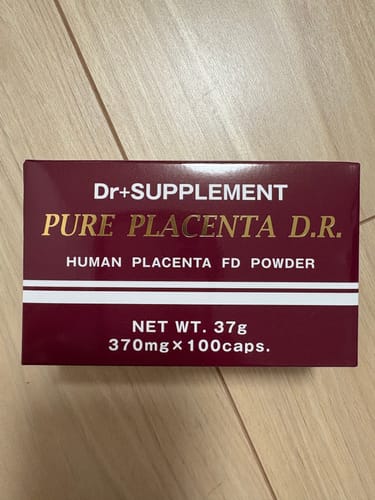 Dr+SUPPLEMENT
PURE PLACENTA D.R.
HUMAN PLACENTA FD POWDER
NET WT. 37g
370mg×100caps.